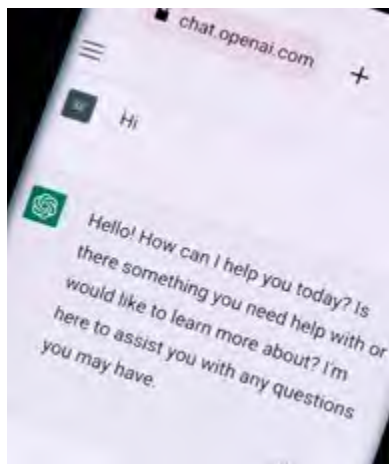 chat.openai.com
Hi
Hello! How can I help you today? Is
there something you need help with or
would like to learn more about? I'm
here to assist you with any questions
you may have.